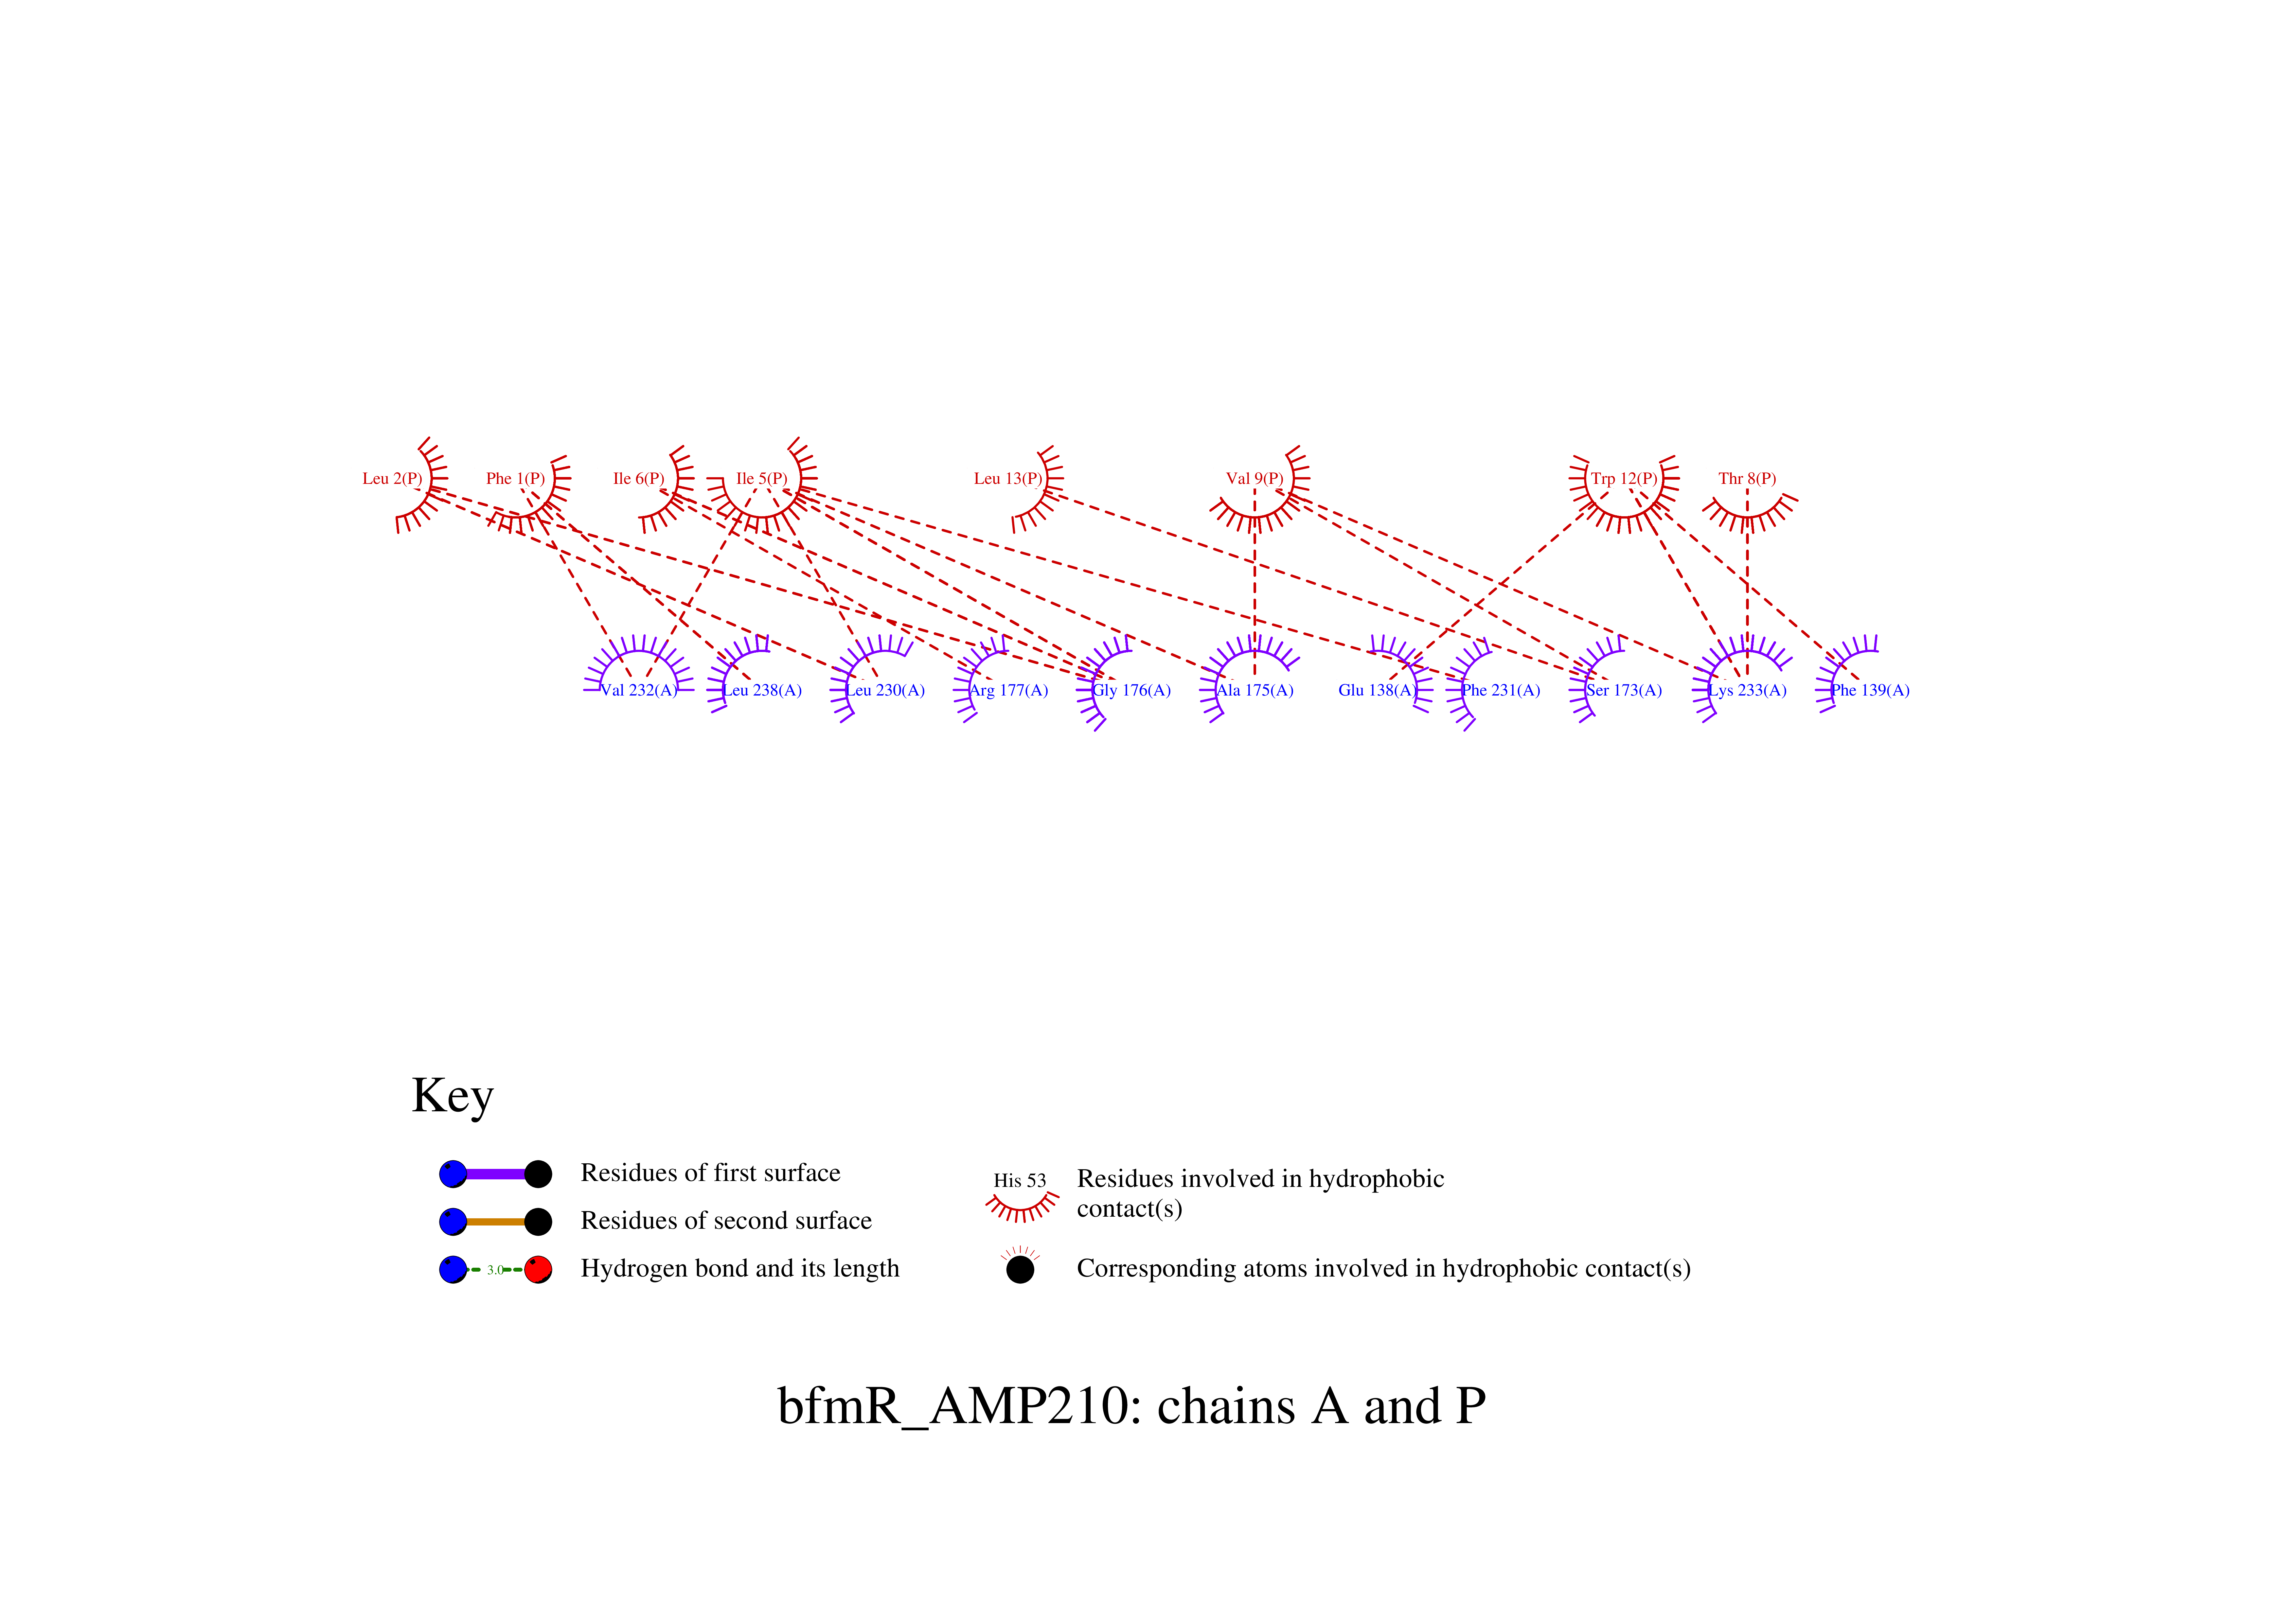 Leu 2(P) Phe 1(P) Ile 6(P) Ile 5(P) Leu 13(P) Val 9(P) Trp 12(P) Thr 8(P)
Val 232(A) Leu 238(A) Leu 230(A) Arg 177(A) Gly 176(A) Ala 175(A) Glu 138(A) Phe 231(A) Ser 173(A) Lys 233(A) Phe 139(A)
Key
Residues of first surface
Residues of second surface
3.0
Hydrogen bond and its length
His 53
Residues involved in hydrophobic
contact(s)
Corresponding atoms involved in hydrophobic contact(s)
bfmR_AMP210: chains A and P